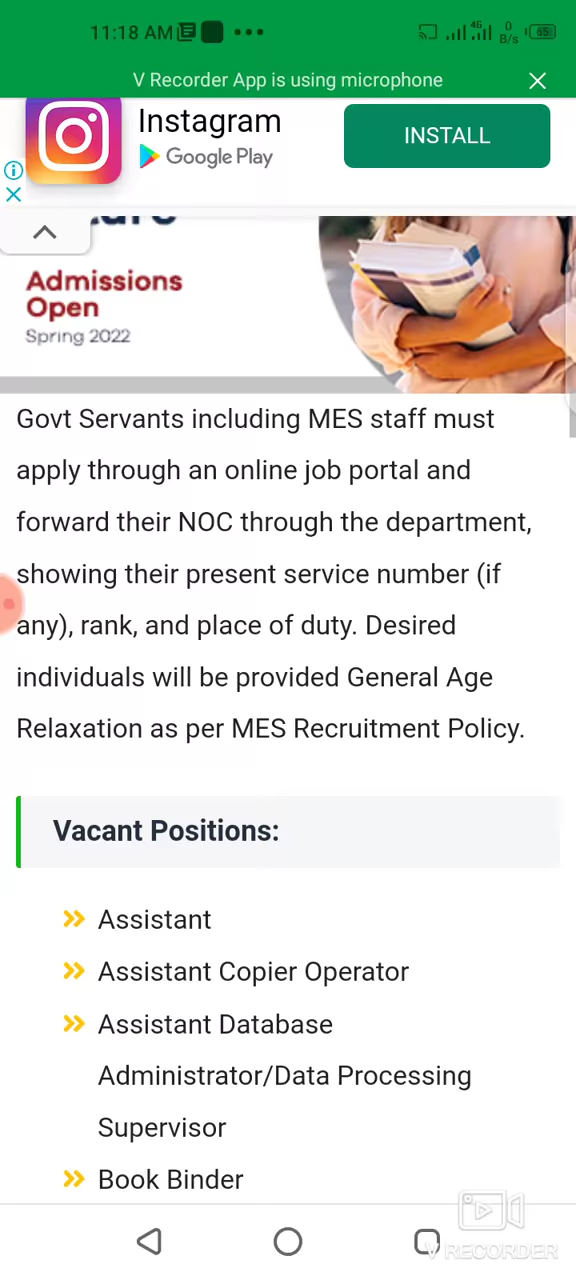 11:18 AM
4G 0 B/s 65
V Recorder App is using microphone
Instagram
Google Play
INSTALL
Admissions
Open
Spring 2022
Govt Servants including MES staff must
apply through an online job portal and
forward their NOC through the department,
showing their present service number (if
any), rank, and place of duty. Desired
individuals will be provided General Age
Relaxation as per MES Recruitment Policy.
Vacant Positions:
Assistant
Assistant Copier Operator
Assistant Database
Administrator/Data Processing
Supervisor
Book Binder
V RECORDER